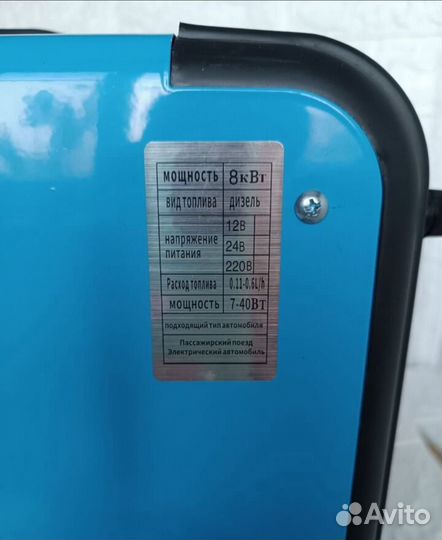 мощность 8кВт
вид топлива дизель
напряжение питания 12В
24В
220В
Расход топлива 0.11-0.6L/h
мощность 7-40Вт
подходящий тип автомобиля
Пассажирский поезд
Электрический автомобиль
Avito